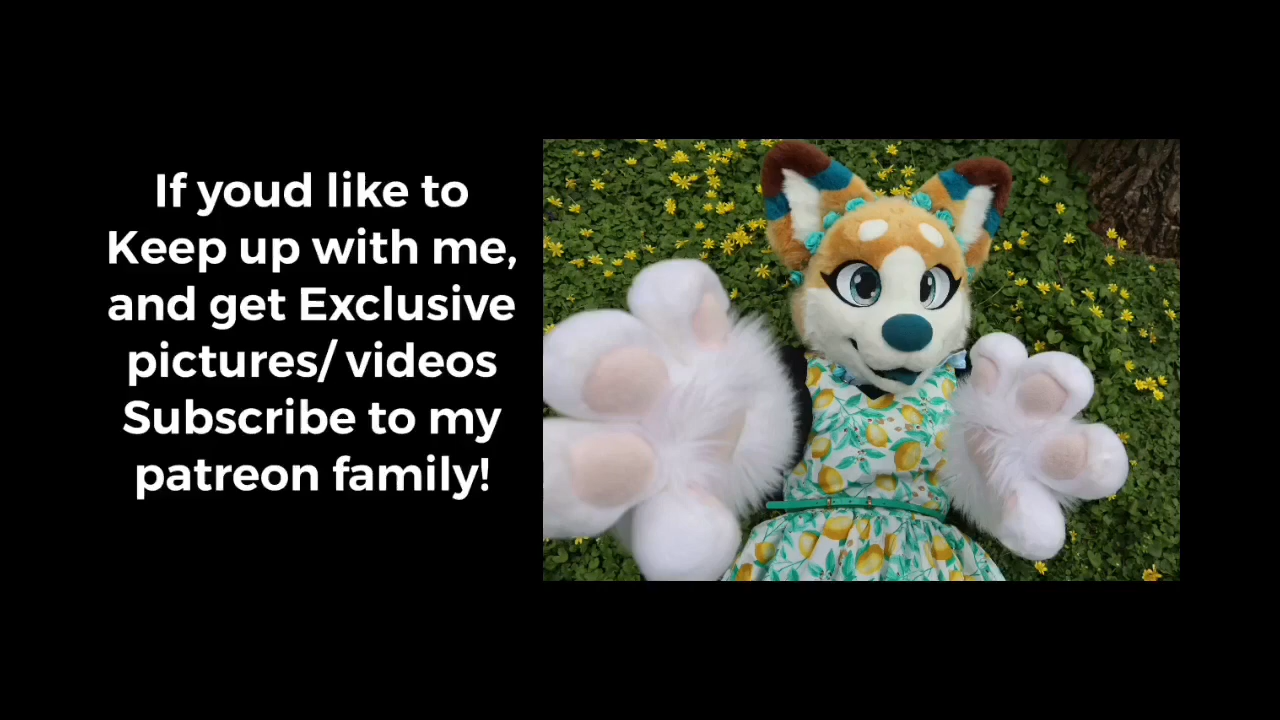 If youd like to
Keep up with me,
and get Exclusive
pictures/ videos
Subscribe to my
patreon family!